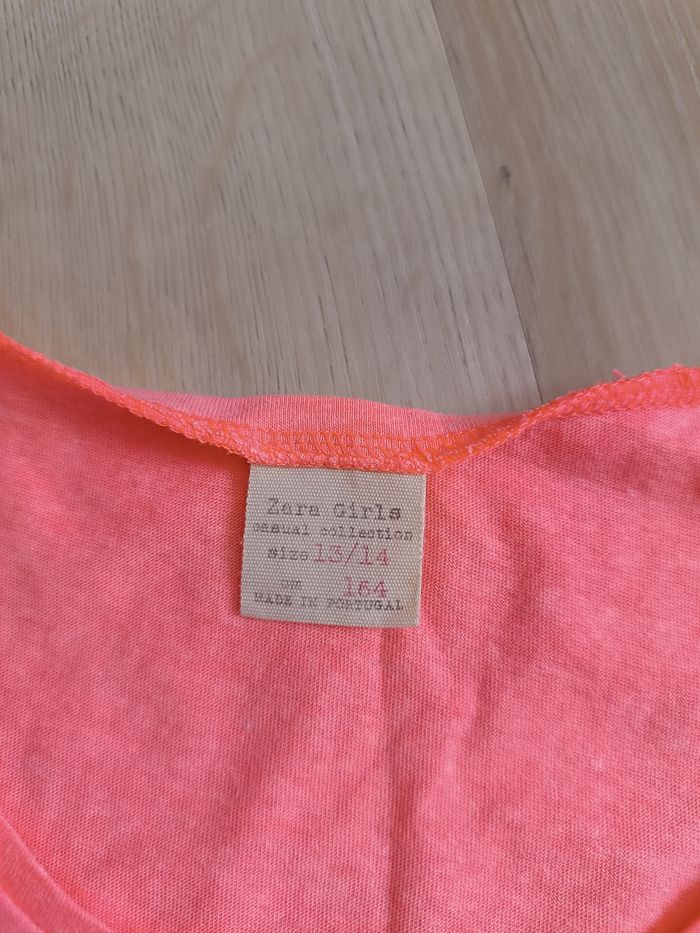 Zara Girls
casual collection
size 13/14
cm 164
MADE IN PORTUGAL